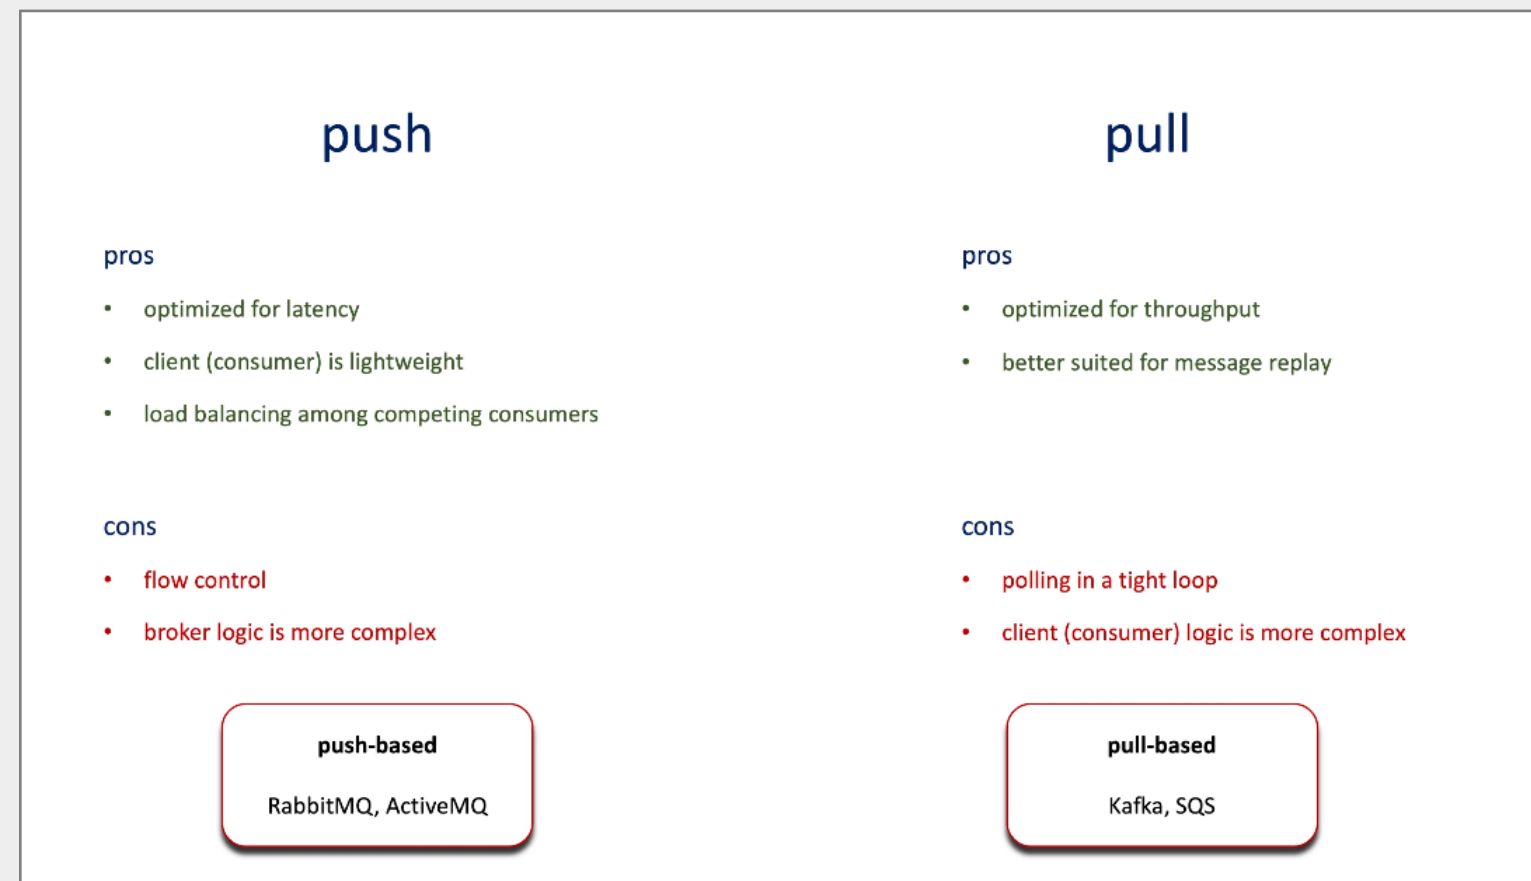 push
pros
• optimized for latency
• client (consumer) is lightweight
• load balancing among competing consumers
cons
• flow control
• broker logic is more complex
push-based
RabbitMQ, ActiveMQ
pull
pros
• optimized for throughput
• better suited for message replay
cons
• polling in a tight loop
• client (consumer) logic is more complex
pull-based
Kafka, SQS